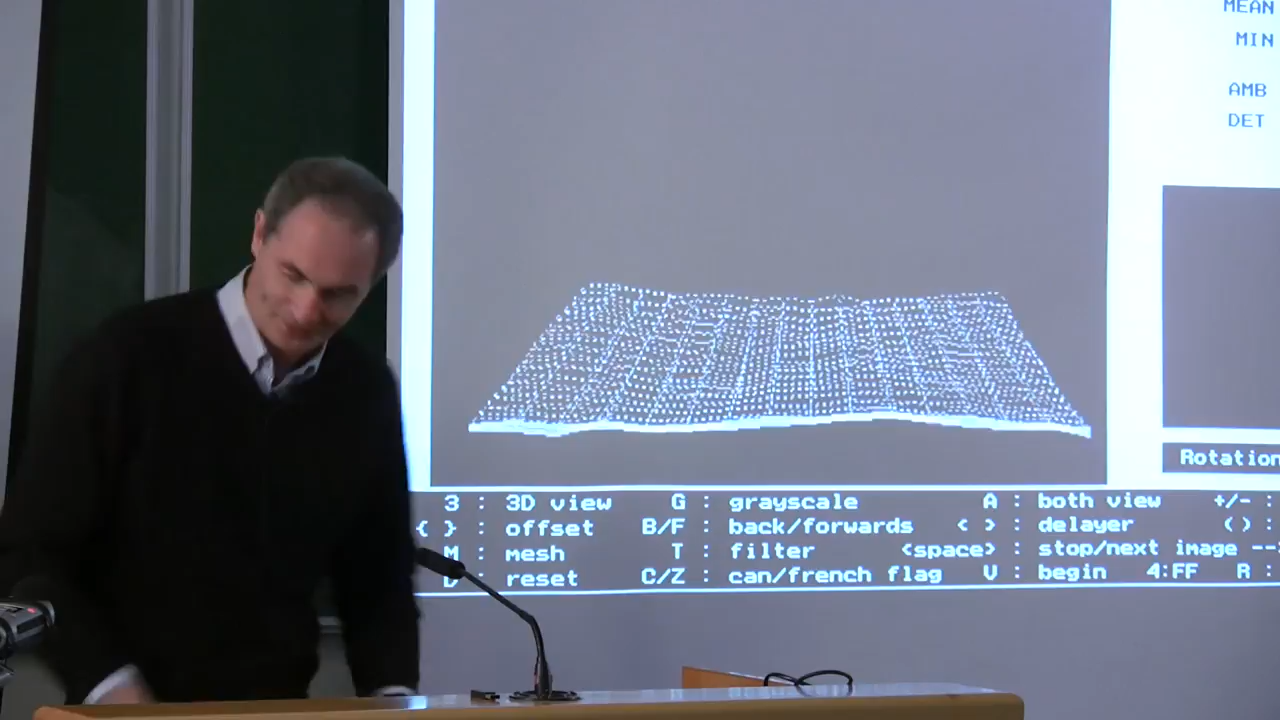 MEAN
MIN
AMB
DET
Rotation
3 : 3D view G : grayscale A : both view +/- :
{ } : offset B/F : back/forwards < > : delayer ( ) :
M : mesh T : filter <space> : stop/next image --
reset C/Z : can/french flag V : begin 4:FF R :